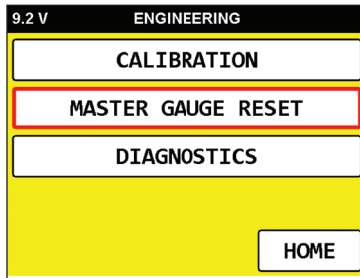 9.2 V ENGINEERING
CALIBRATION
MASTER GAUGE RESET
DIAGNOSTICS
HOME